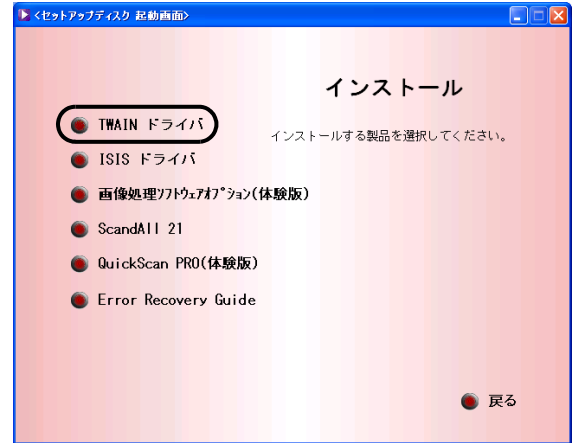 <セットアップディスク 起動画面>
インストール
インストールする製品を選択してください。
TWAIN ドライバ
ISIS ドライバ
画像処理ｿﾌﾄｳｪｱｵﾌﾟｼｮﾝ(体験版)
ScandAll 21
QuickScan PRO(体験版)
Error Recovery Guide
戻る